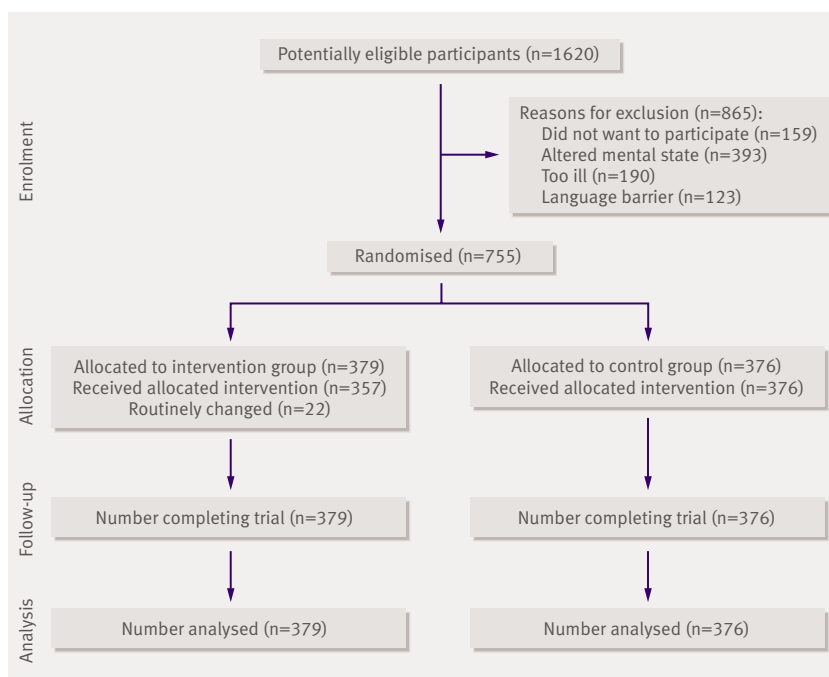 Potentially eligible participants (n=1620)
Enrolment
Reasons for exclusion (n=865):
Did not want to participate (n=159)
Altered mental state (n=393)
Too ill (n=190)
Language barrier (n=123)
Randomised (n=755)
Allocation
Allocated to intervention group (n=379)
Received allocated intervention (n=357)
Routinely changed (n=22)
Allocated to control group (n=376)
Received allocated intervention (n=376)
Follow-up
Number completing trial (n=379)
Number completing trial (n=376)
Analysis
Number analysed (n=379)
Number analysed (n=376)